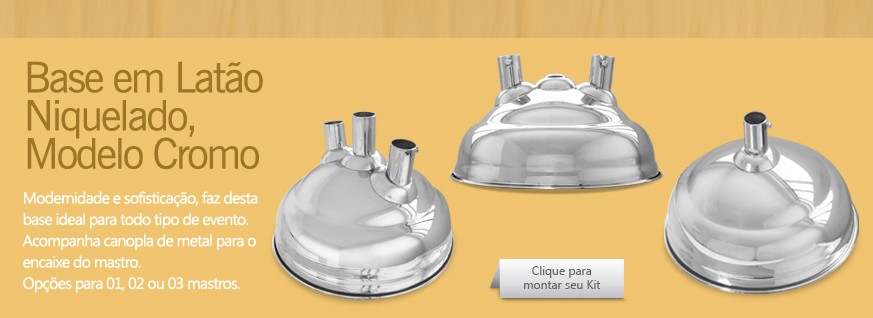 Base em Latão
Niquelado,
Modelo Cromo
Modernidade e sofisticação, faz desta
base ideal para todo tipo de evento.
Acompanha canopla de metal para o
encaixe do mastro.
Opções para 01, 02 ou 03 mastros.
Clique para
montar seu Kit